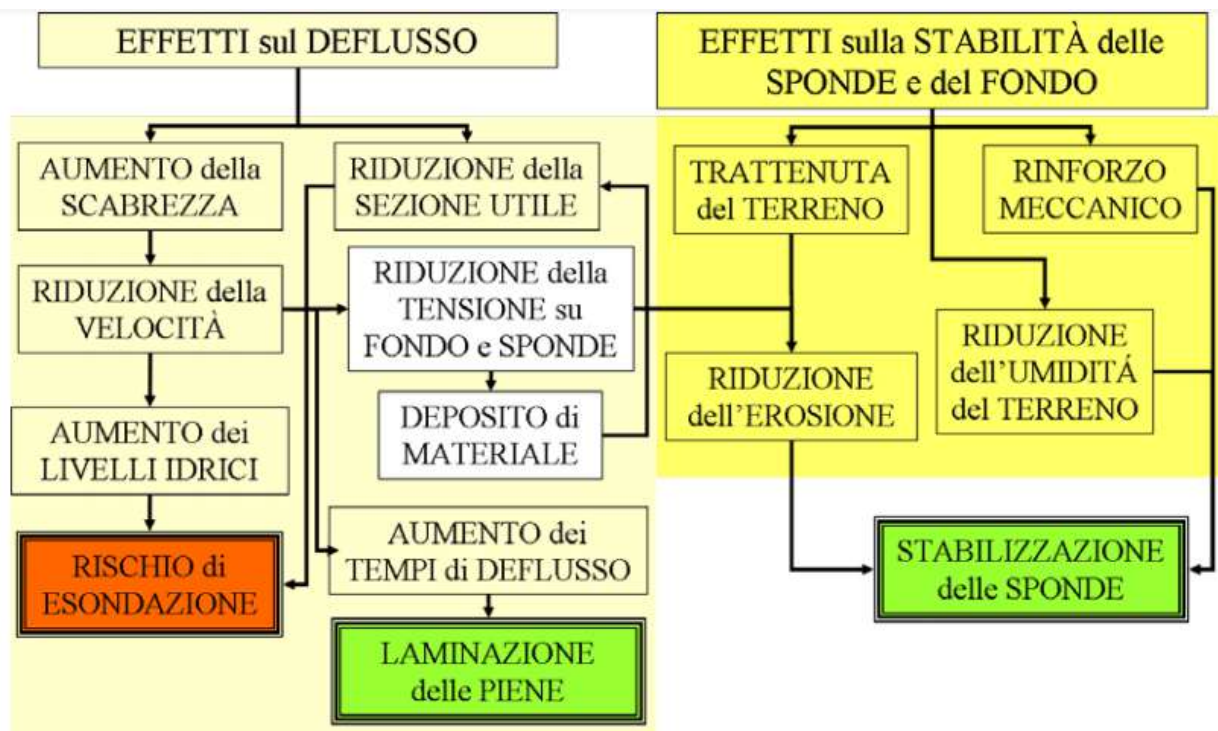 EFFETTI sul DEFLUSSO
EFFETTI sulla STABILITÀ delle
SPONDE e del FONDO
AUMENTO della
SCABREZZA
RIDUZIONE della
SEZIONE UTILE
TRATTENUTA
del TERRENO
RINFORZO
MECCANICO
RIDUZIONE della
VELOCITÀ
RIDUZIONE della
TENSIONE su
FONDO e SPONDE
RIDUZIONE
dell'UMIDITÁ
del TERRENO
RIDUZIONE
dell'EROSIONE
DEPOSITO di
MATERIALE
AUMENTO dei
LIVELLI IDRICI
AUMENTO dei
TEMPI di DEFLUSSO
RISCHIO di
ESONDAZIONE
STABILIZZAZIONE
delle SPONDE
LAMINAZIONE
delle PIENE